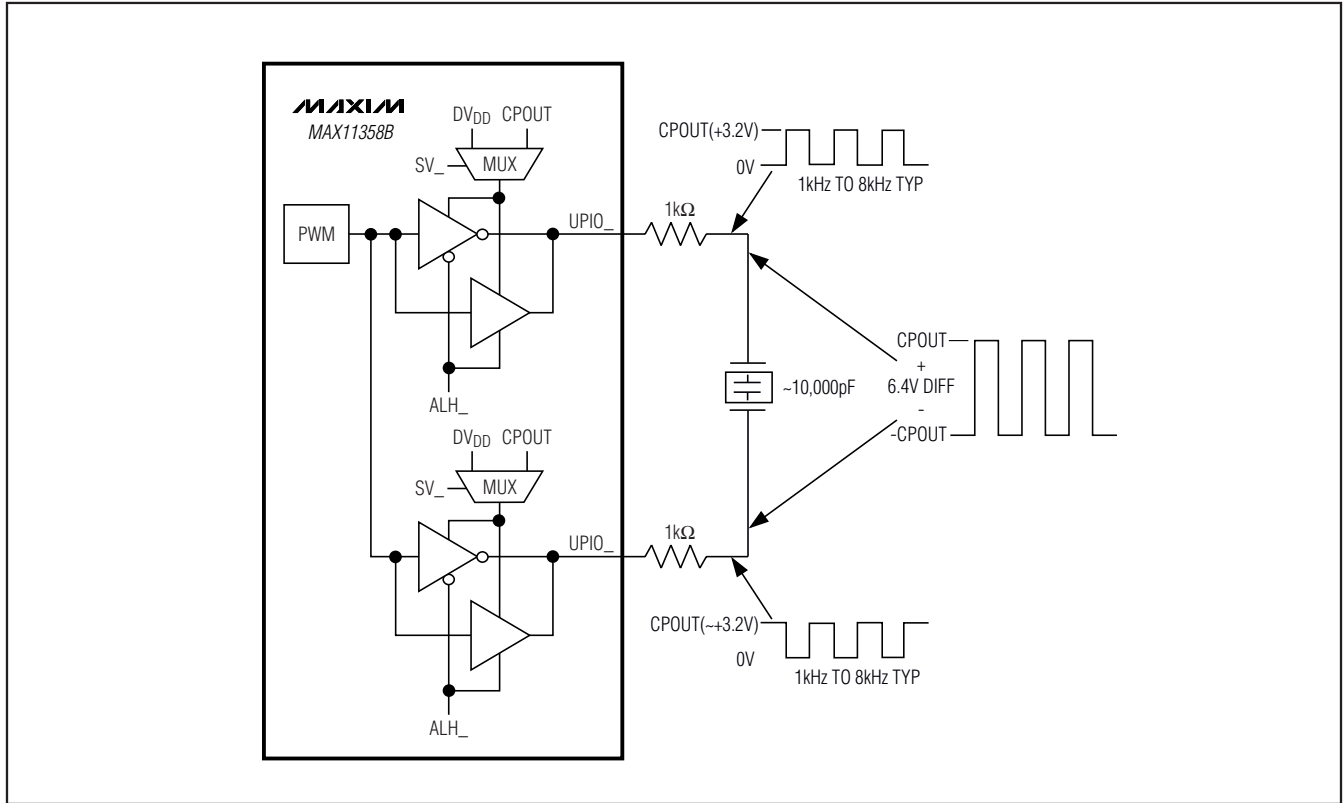 MAXIM
MAX11358B
DVDD CPOUT
SV_
MUX
PWM
UPIO_
ALH_
DVDD CPOUT
SV_
MUX
UPIO_
ALH_
1kΩ
1kΩ
CPOUT(+3.2V)
0V
1kHz TO 8kHz TYP
~10,000pF
CPOUT
+
6.4V DIFF
-
-CPOUT
CPOUT(~+3.2V)
0V
1kHz TO 8kHz TYP